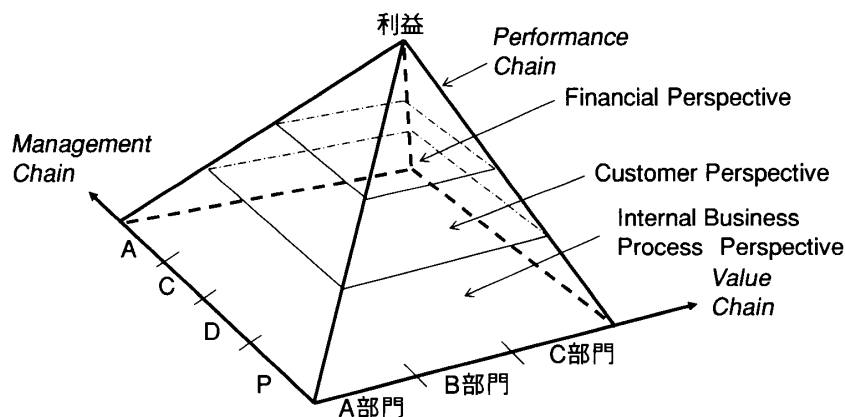 利益
Performance
Chain
Financial Perspective
Management
Chain
Customer Perspective
Internal Business
Process Perspective
Value
Chain
A
C
D
P
A部門
B部門
C部門